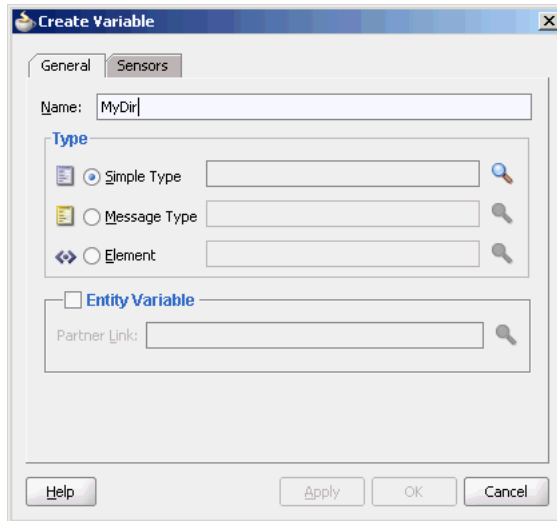 Create Variable
General Sensors
Name: MyDir
Type
Simple Type
Message Type
Element
Entity Variable
Partner Link:
Help Apply OK Cancel